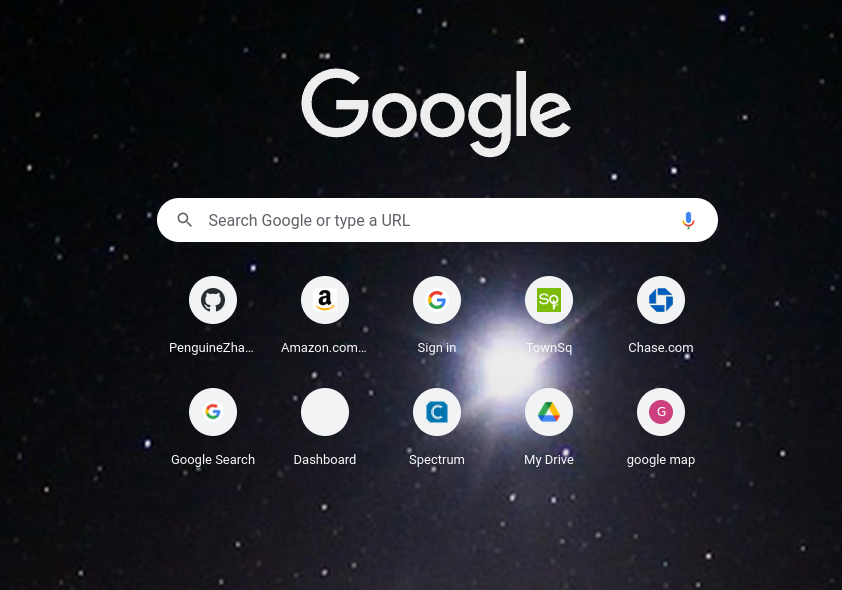 Google
Search Google or type a URL
PenguineZha... Amazon.com... Sign in TownSq Chase.com
Google Search Dashboard Spectrum My Drive google map